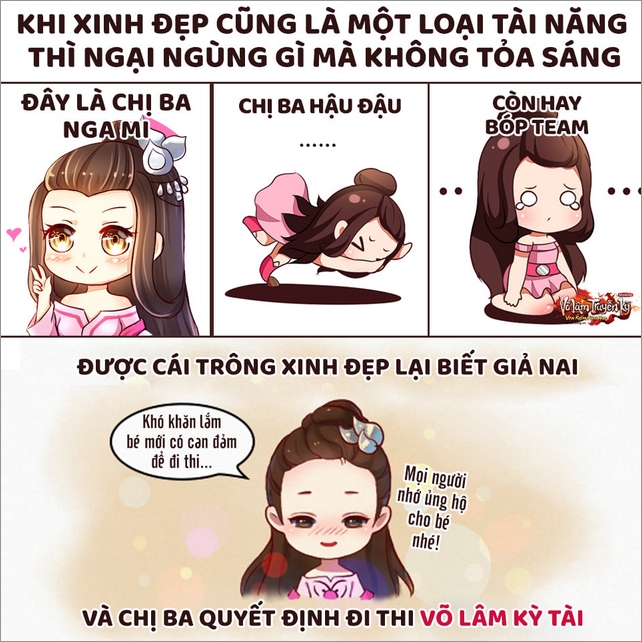 KHI XINH ĐẸP CŨNG LÀ MỘT LOẠI TÀI NĂNG
THÌ NGẠI NGÙNG GÌ MÀ KHÔNG TỎA SÁNG
ĐÂY LÀ CHỊ BA
NGA MI
CHỊ BA HẬU ĐẬU
......
CÒN HAY
BÓP TEAM
.. ...
Võ Lâm Truyền Kỳ
ĐƯỢC CÁI TRÔNG XINH ĐẸP LẠI BIẾT GIẢ NAI
Khó khăn lắm
bé mới có can đảm
để đi thi...
Mọi người
nhớ ủng hộ
cho bé
nhé!
VÀ CHỊ BA QUYẾT ĐỊNH ĐI THI VÕ LÂM KỲ TÀI